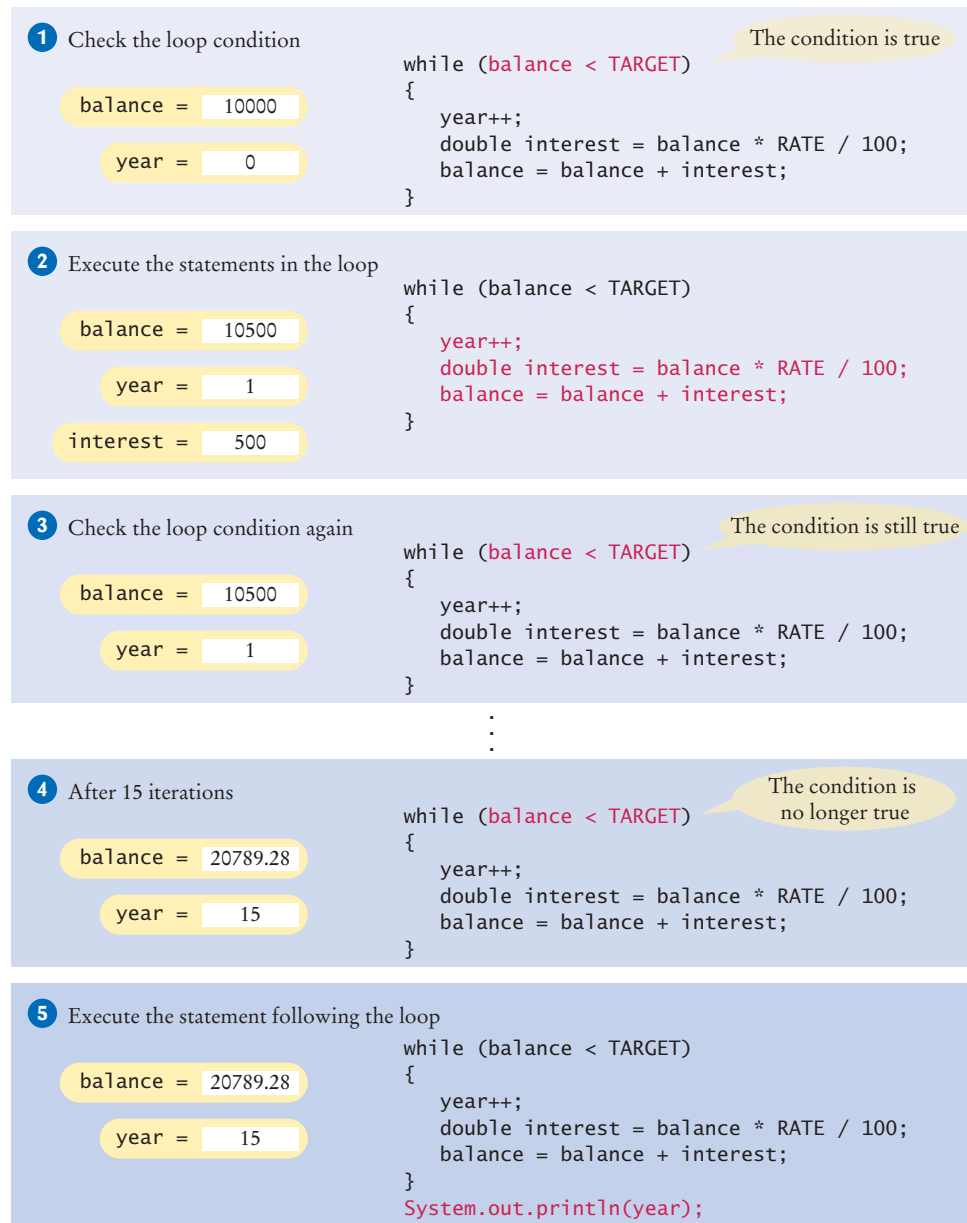 1 Check the loop condition
The condition is true
while (balance < TARGET)
{
balance = 10000
year++;
double interest = balance * RATE / 100;
year = 0
balance = balance + interest;
}
2 Execute the statements in the loop
while (balance < TARGET)
{
balance = 10500
year++;
double interest = balance * RATE / 100;
year = 1
balance = balance + interest;
}
interest = 500
3 Check the loop condition again
The condition is still true
while (balance < TARGET)
{
balance = 10500
year++;
double interest = balance * RATE / 100;
year = 1
balance = balance + interest;
}
.
.
.
4 After 15 iterations
The condition is
no longer true
while (balance < TARGET)
{
balance = 20789.28
year++;
double interest = balance * RATE / 100;
year = 15
balance = balance + interest;
}
5 Execute the statement following the loop
while (balance < TARGET)
{
balance = 20789.28
year++;
double interest = balance * RATE / 100;
year = 15
balance = balance + interest;
}
System.out.println(year);